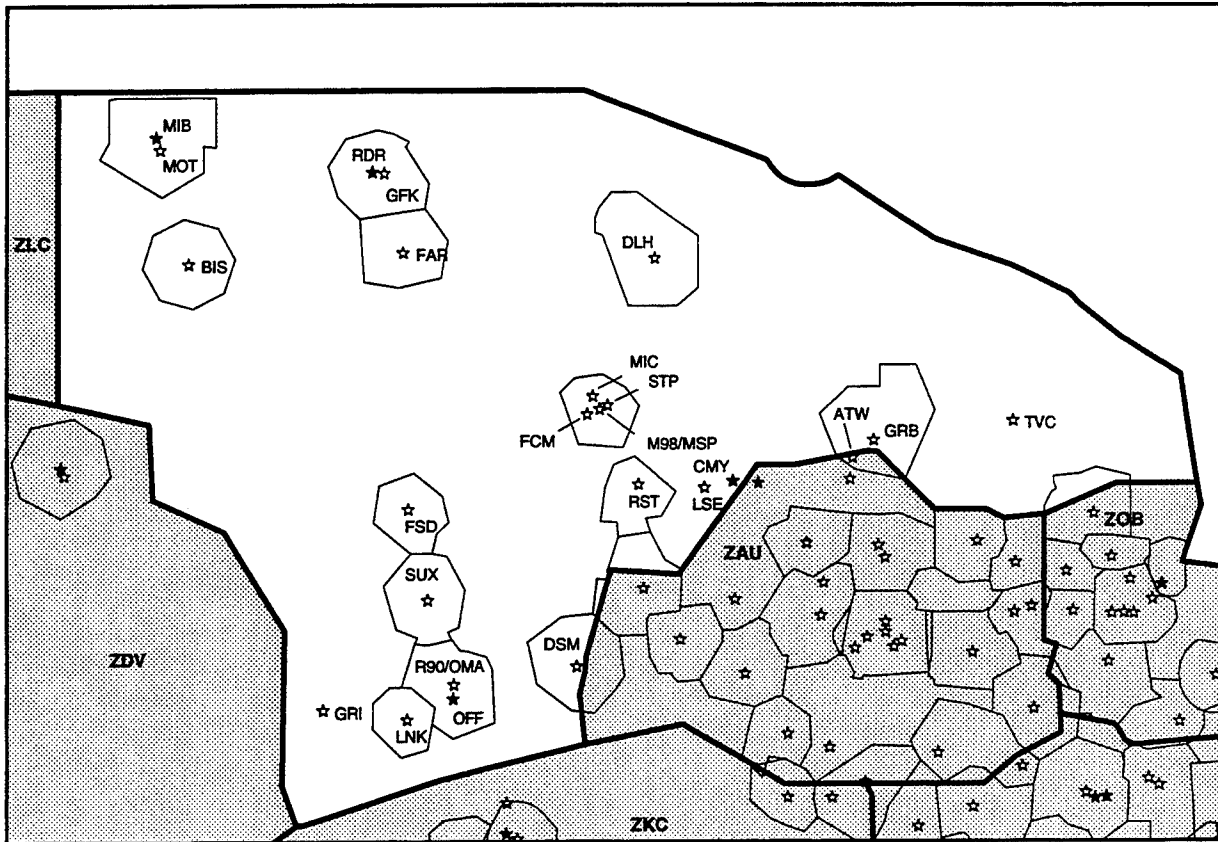 MIB
MOT
RDR
GFK
ZLC
BIS
FAR
DLH
MIC
STP
FCM
M98/MSP
ATW
GRB
TVC
CMY
LSE
RST
FSD
ZAU
ZOB
SUX
ZDV
DSM
R90/OMA
OFF
GRI
LNK
ZKC